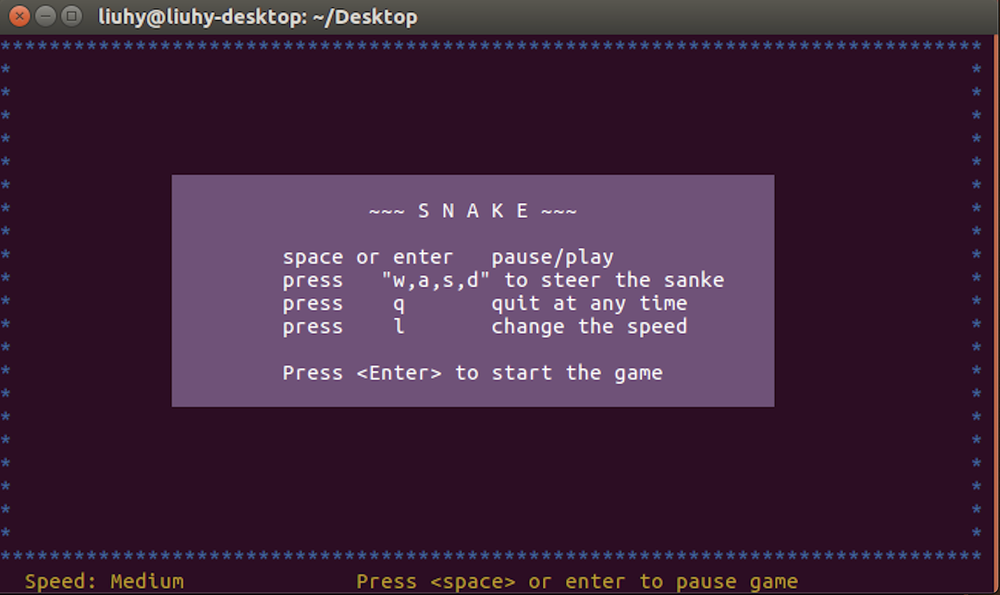 liuhy@liuhy-desktop: ~/Desktop
~~~ S N A K E ~~~
space or enter   pause/play
press   "w,a,s,d" to steer the sanke
press    q       quit at any time
press    l       change the speed
Press <Enter> to start the game
Speed: Medium              Press <space> or enter to pause game